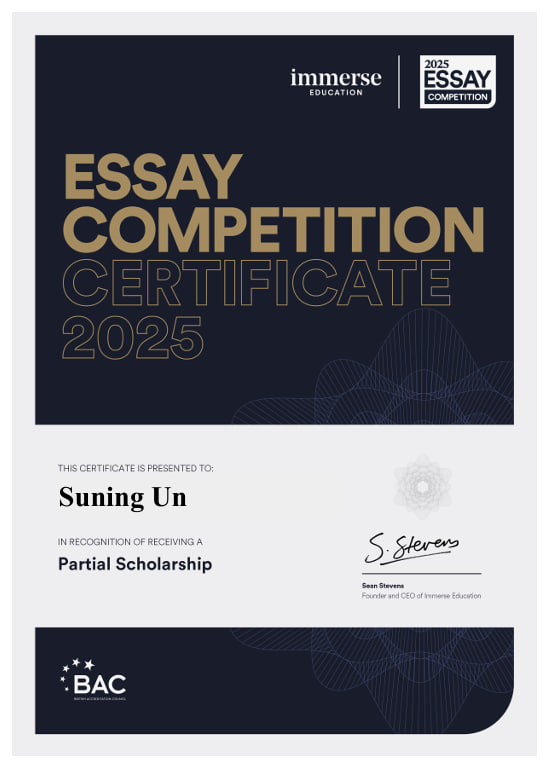 immerse
EDUCATION
2025
ESSAY
COMPETITION
ESSAY
COMPETITION
CERTIFICATE
2025
THIS CERTIFICATE IS PRESENTED TO:
Suning Un
IN RECOGNITION OF RECEIVING A
Partial Scholarship
S. Stevens
Sean Stevens
Founder and CEO of Immerse Education
BAC
BRITISH ACCREDITATION COUNCIL